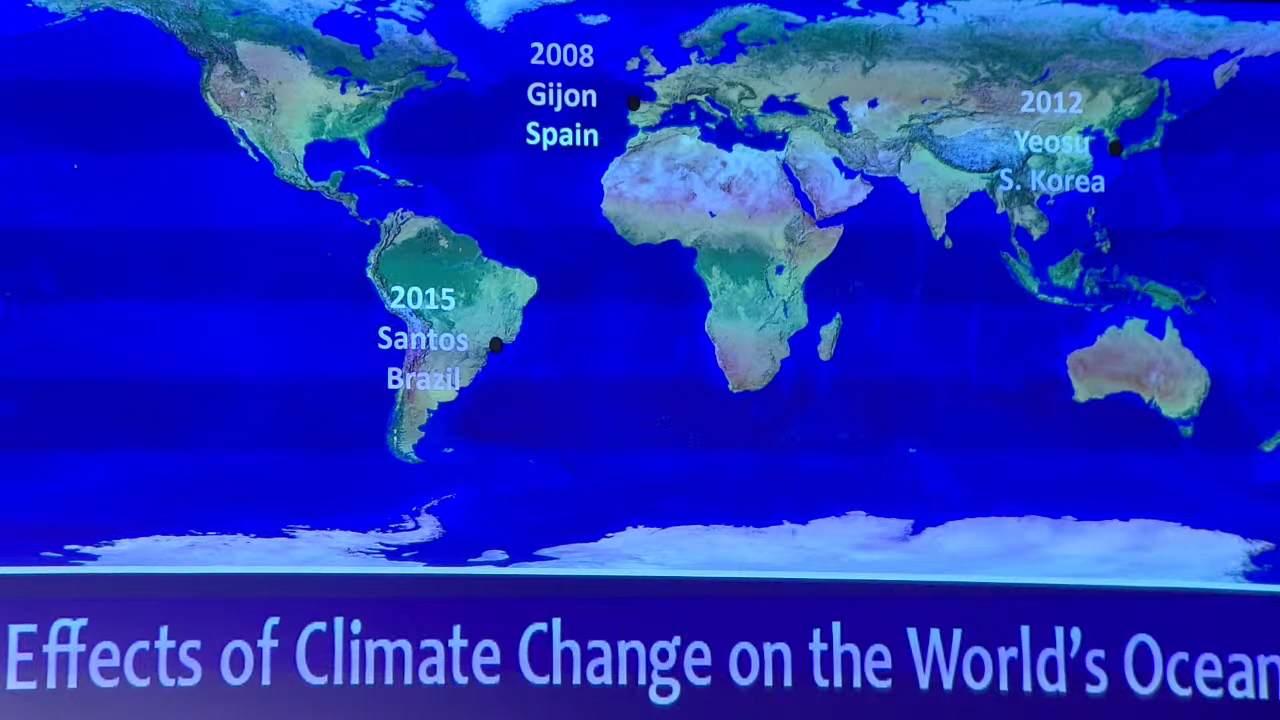 2008
Gijon
Spain
2012
Yeosu
S. Korea
2015
Santos
Brazil
Effects of Climate Change on the World's Ocean